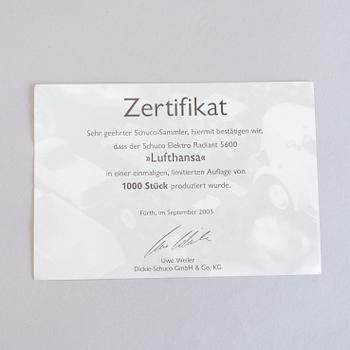 Zertifikat
Sehr geehrter Schuco-Sammler, hiermit bestätigen wir,
dass der Schuco Elektro Radiant 5600
»Lufthansa«
in einer einmaligen, limitierten Auflage von
1000 Stück produziert wurde.
Fürth, im September 2005
Uwe Weiler
Dickie-Schuco GmbH & Co. KG